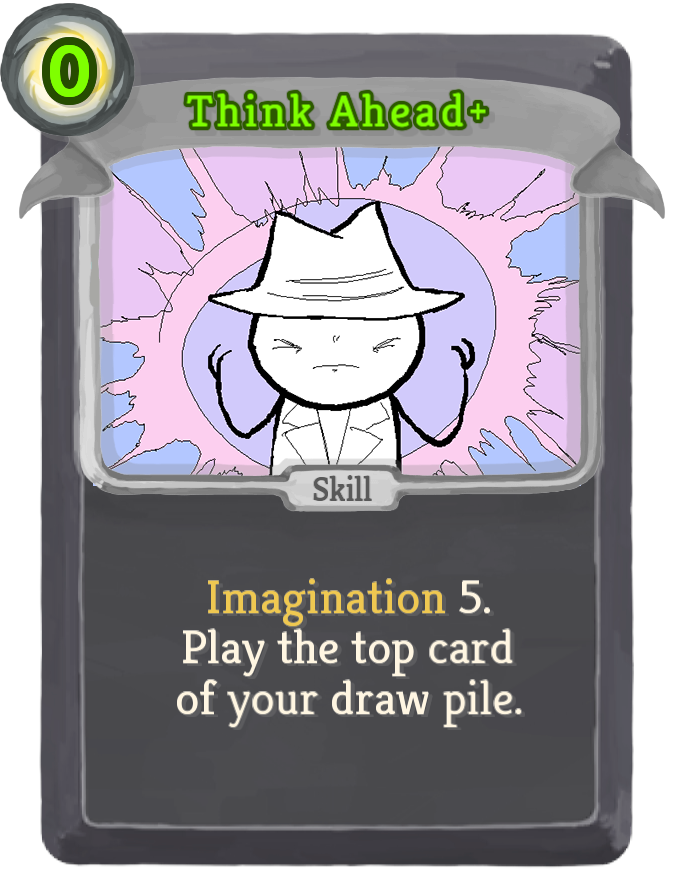 0
Think Ahead+
Skill
Imagination 5.
Play the top card
of your draw pile.